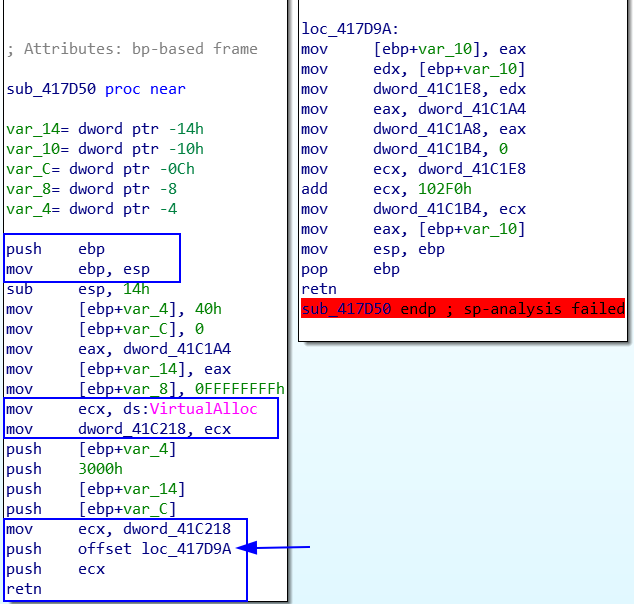 ; Attributes: bp-based frame
sub_417D50 proc near
var_14= dword ptr -14h
var_10= dword ptr -10h
var_C= dword ptr -0Ch
var_8= dword ptr -8
var_4= dword ptr -4
push ebp
mov ebp, esp
sub esp, 14h
mov [ebp+var_4], 40h
mov [ebp+var_C], 0
mov eax, dword_41C1A4
mov [ebp+var_14], eax
mov [ebp+var_8], 0FFFFFFFFh
mov ecx, ds:VirtualAlloc
mov dword_41C218, ecx
push [ebp+var_4]
push 3000h
push [ebp+var_14]
push [ebp+var_C]
mov ecx, dword_41C218
push offset loc_417D9A
push ecx
retn
loc_417D9A:
mov [ebp+var_10], eax
mov edx, [ebp+var_10]
mov dword_41C1E8, edx
mov eax, dword_41C1A4
mov dword_41C1A8, eax
mov dword_41C1B4, 0
mov ecx, dword_41C1E8
add ecx, 102F0h
mov dword_41C1B4, ecx
mov eax, [ebp+var_10]
mov esp, ebp
pop ebp
retn
sub_417D50 endp ; sp-analysis failed